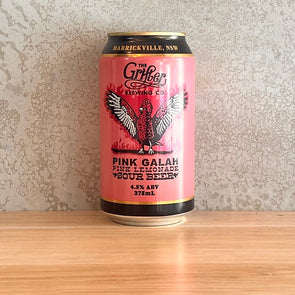 MARRICKVILLE, NSW
THE
Grifter
BREWING CO.
PINK GALAH
PINK LEMONADE
SOUR BEER
4.5% ABV
375mL